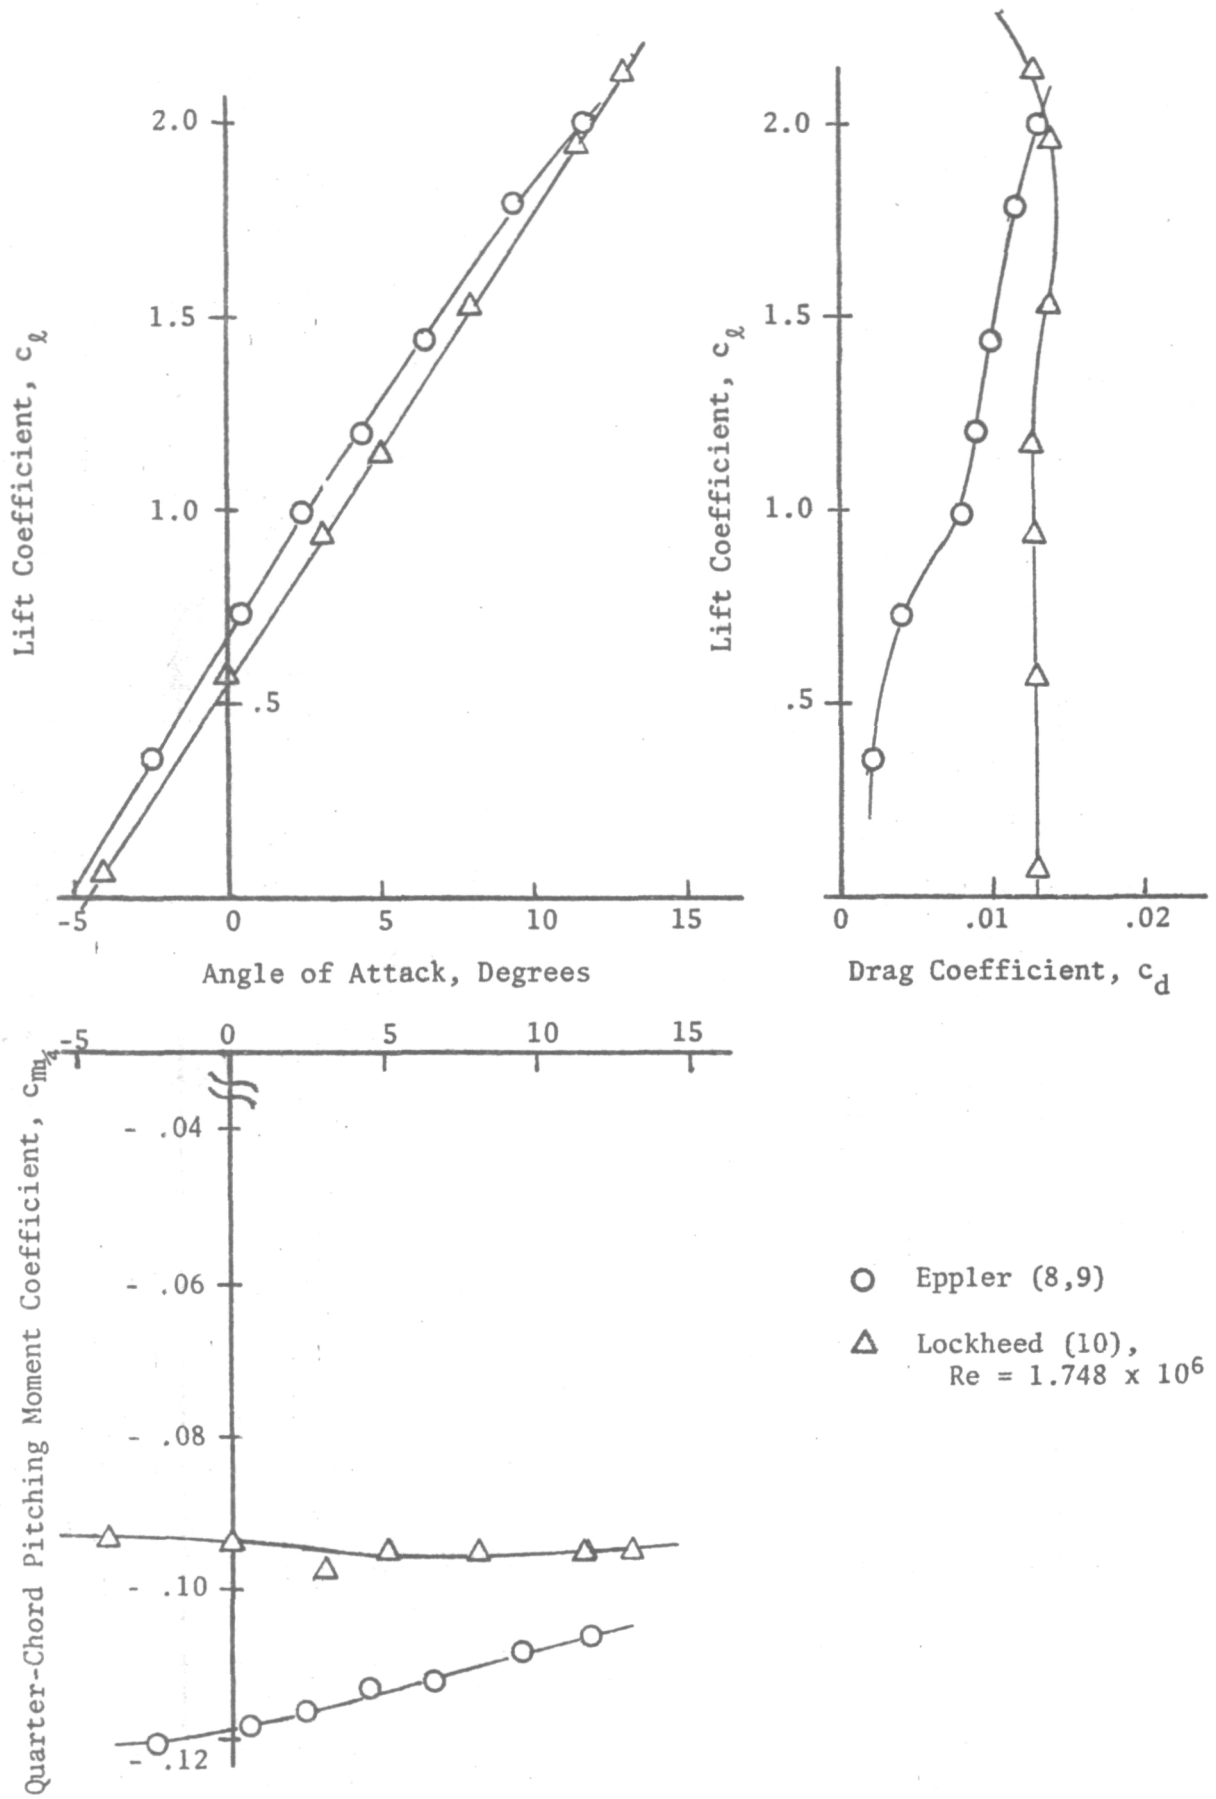 2.0
1.5
1.0
.5
-5 0 5 10 15
Lift Coefficient, cℓ
Angle of Attack, Degrees
2.0
1.5
1.0
.5
0 .01 .02
Lift Coefficient, cℓ
Drag Coefficient, cd
-5 0 5 10 15
- .04
- .06
- .08
- .10
- .12
Quarter-Chord Pitching Moment Coefficient, cm¼
Eppler (8,9)
Lockheed (10),
Re = 1.748 x 10⁶